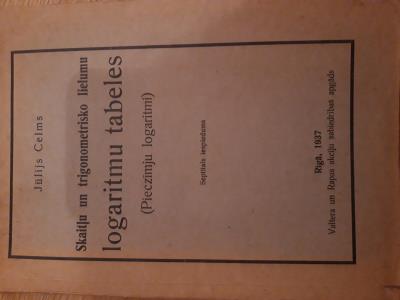 Jūlijs Celms
Skaitļu un trigonometrisko lielumu
logaritmu tabeles
(Pieczīmju logaritmi)
Septītais iespiedums
Rīgā, 1937
Valtera un Rapas akciju sabiedrības apgāds